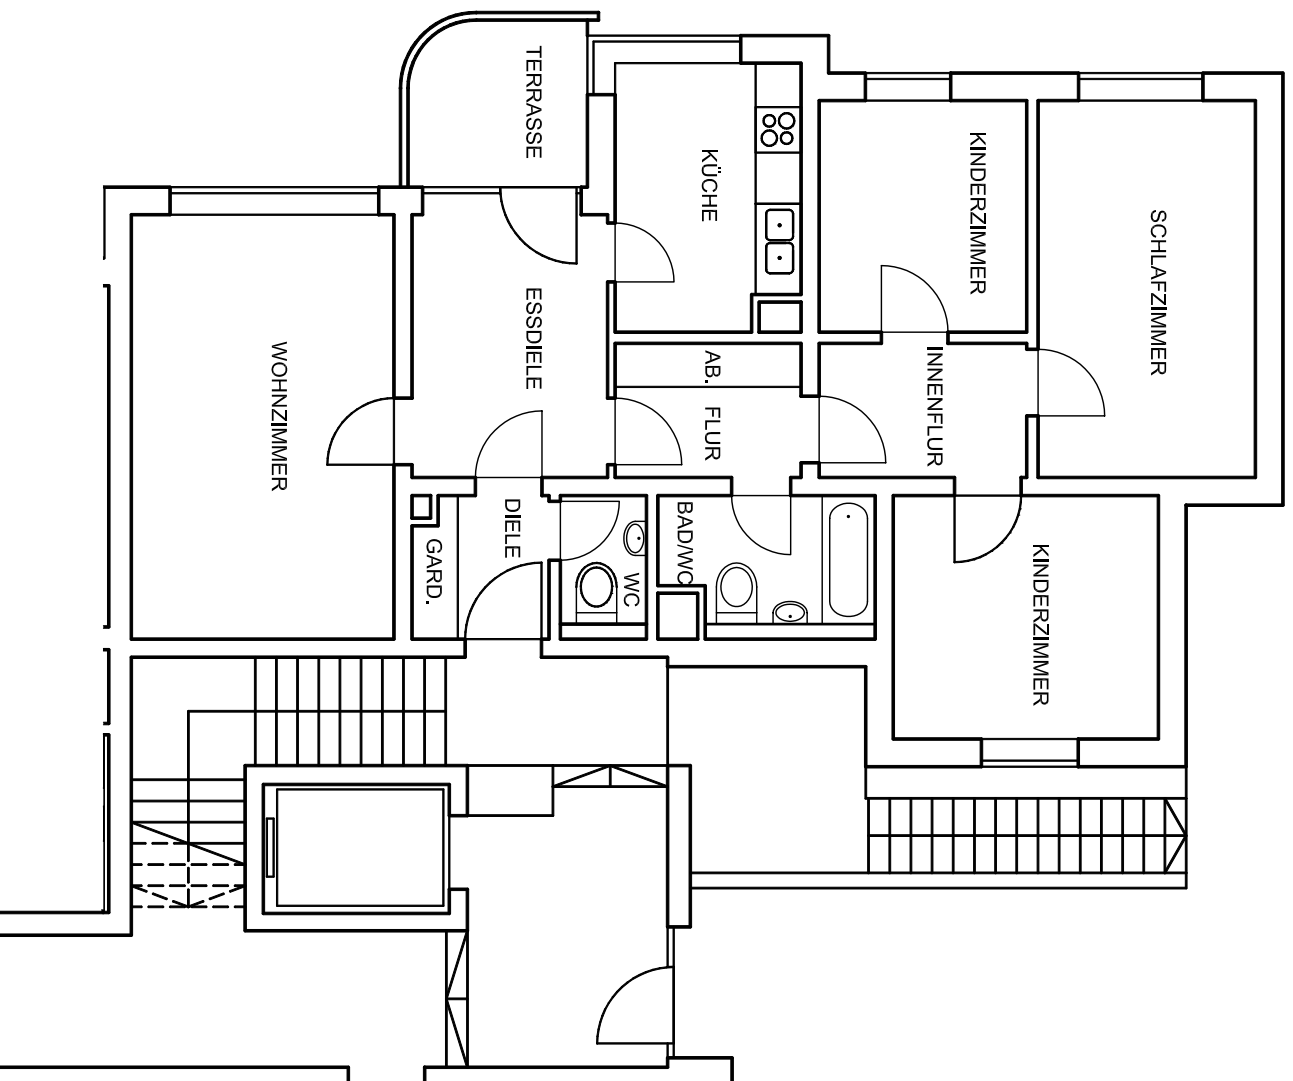 TERRASSE
KÜCHE
KINDERZIMMER
SCHLAFZIMMER
WOHNZIMMER
ESSDIELE
AB.
FLUR
INNENFLUR
DIELE
GARD.
WC
BAD/WC
KINDERZIMMER